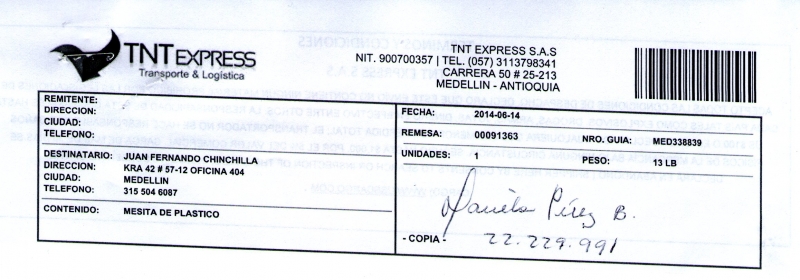 TNT EXPRESS
Transporte & Logística
TNT EXPRESS S.A.S
NIT. 900700357 | TEL. (057) 3113798341
CARRERA 50 # 25-213
MEDELLIN - ANTIOQUIA
REMITENTE:
DIRECCION:
CIUDAD:
TELEFONO:
DESTINATARIO: JUAN FERNANDO CHINCHILLA
DIRECCION: KRA 42 # 57-12 OFICINA 404
CIUDAD: MEDELLIN
TELEFONO: 315 504 6087
CONTENIDO: MESITA DE PLASTICO
FECHA: 2014-06-14
REMESA: 00091363 NRO. GUIA: MED338839
UNIDADES: 1 PESO: 13 LB
Daniela Pérez B.
- COPIA - 22.229.991